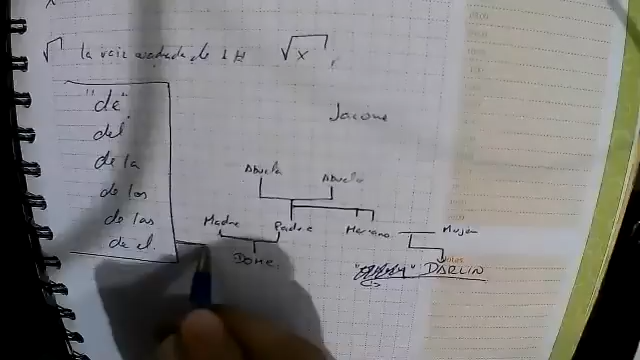 √ la raiz cuadrada de 14 √x
"de"
del
de la
de los
de las
de el.
Jacome
Abuela Abuelo
Madre Padre Hermano Mujer
Dome. DARLIN